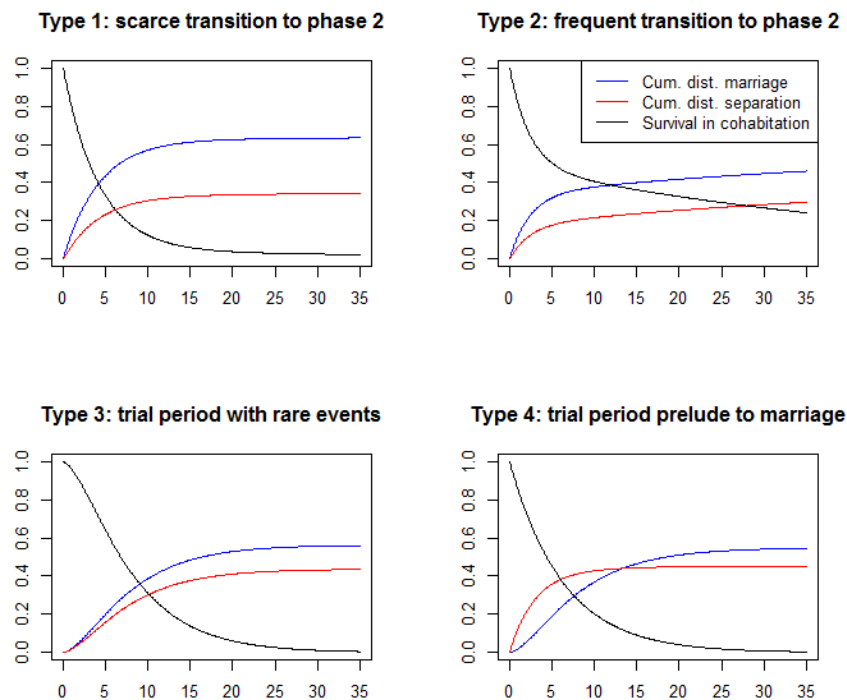 Type 1: scarce transition to phase 2
1.0
0.8
0.6
0.4
0.2
0.0
0 5 10 15 20 25 30 35
Type 2: frequent transition to phase 2
1.0
0.8
0.6
0.4
0.2
0.0
Cum. dist. marriage
Cum. dist. separation
Survival in cohabitation
0 5 10 15 20 25 30 35
Type 3: trial period with rare events
1.0
0.8
0.6
0.4
0.2
0.0
0 5 10 15 20 25 30 35
Type 4: trial period prelude to marriage
1.0
0.8
0.6
0.4
0.2
0.0
0 5 10 15 20 25 30 35